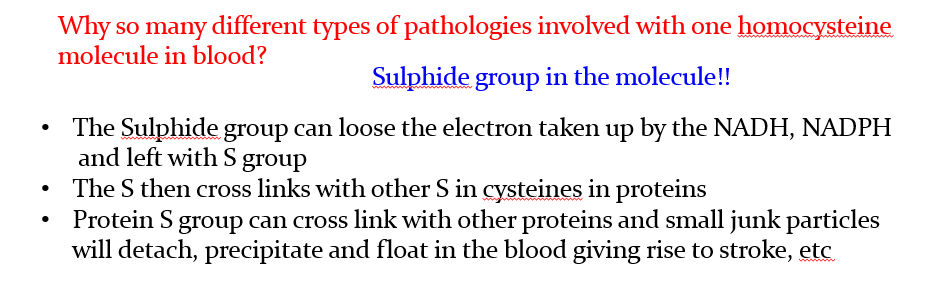 Why so many different types of pathologies involved with one homocysteine
molecule in blood?
Sulphide group in the molecule!!
• The Sulphide group can loose the electron taken up by the NADH, NADPH
and left with S group
• The S then cross links with other S in cysteines in proteins
• Protein S group can cross link with other proteins and small junk particles
will detach, precipitate and float in the blood giving rise to stroke, etc